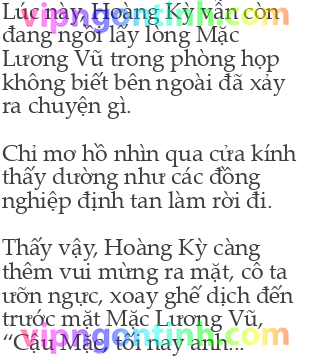 Lúc này, Hoàng Kỳ vẫn còn
đang ngồi lấy lòng Mặc
Lương Vũ trong phòng họp
không biết bên ngoài đã xảy
ra chuyện gì.
Chỉ mơ hồ nhìn qua cửa kính
thấy dường như các đồng
nghiệp định tan làm rời đi.
Thấy vậy, Hoàng Kỳ càng
thêm vui mừng ra mặt, cô ta
ưỡn ngực, xoay ghế dịch đến
trước mặt Mặc Lương Vũ,
“Cậu Mặc, tối nay anh...
vipngontinh.com
vipngontinh.com